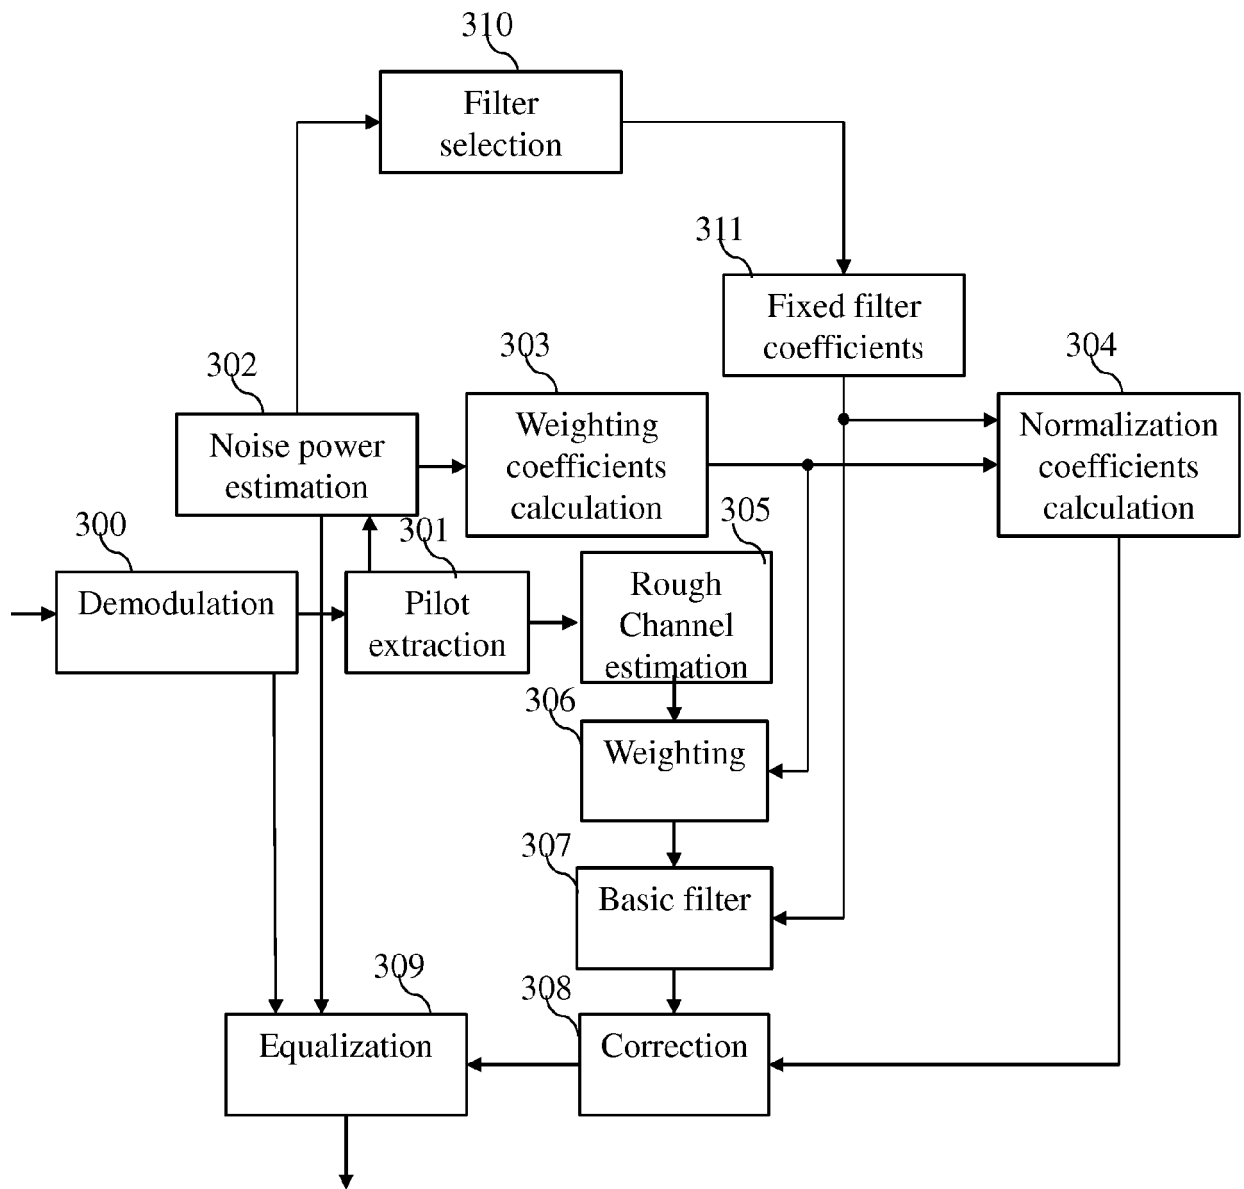 310
Filter
selection
311
Fixed filter
coefficients
302
Noise power
estimation
303
Weighting
coefficients
calculation
304
Normalization
coefficients
calculation
300
Demodulation
301
Pilot
extraction
305
Rough
Channel
estimation
306
Weighting
307
Basic filter
309
Equalization
308
Correction